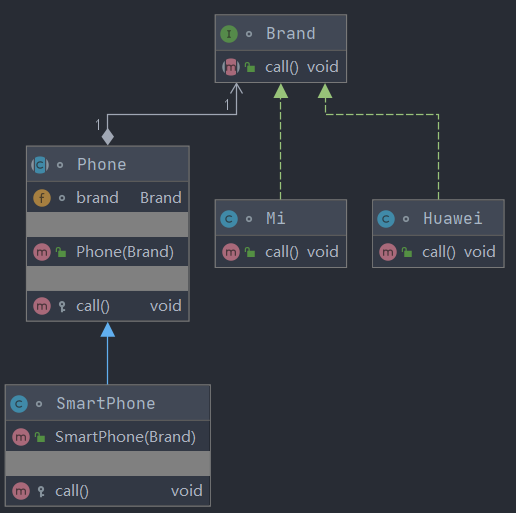 Brand
call() void
1
1
Phone
brand Brand
Phone(Brand)
call() void
Mi
call() void
Huawei
call() void
SmartPhone
SmartPhone(Brand)
call() void